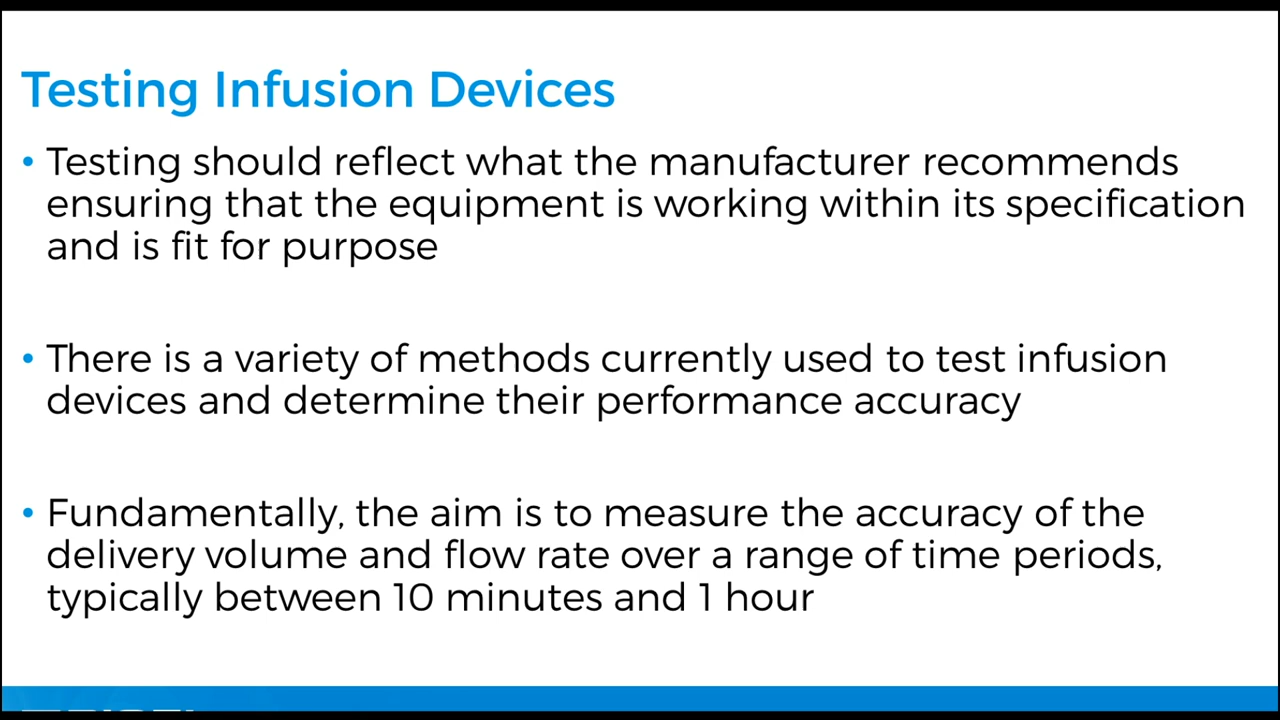 Testing Infusion Devices
• Testing should reflect what the manufacturer recommends
ensuring that the equipment is working within its specification
and is fit for purpose
• There is a variety of methods currently used to test infusion
devices and determine their performance accuracy
• Fundamentally, the aim is to measure the accuracy of the
delivery volume and flow rate over a range of time periods,
typically between 10 minutes and 1 hour